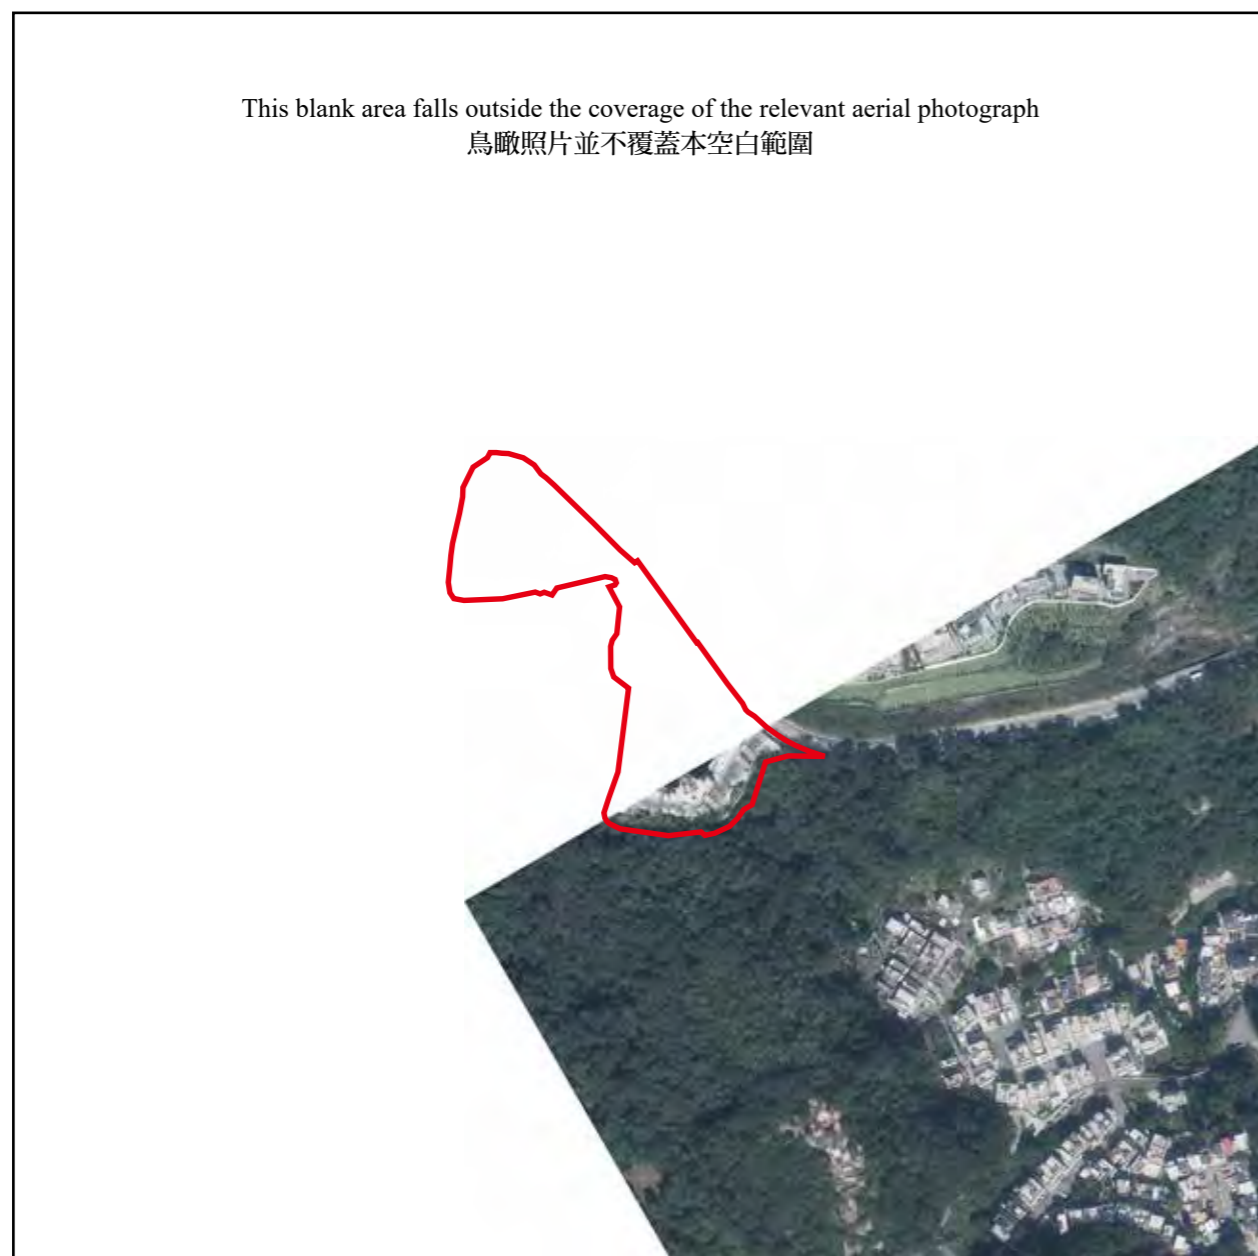 This blank area falls outside the coverage of the relevant aerial photograph
鳥瞰照片並不覆蓋本空白範圍